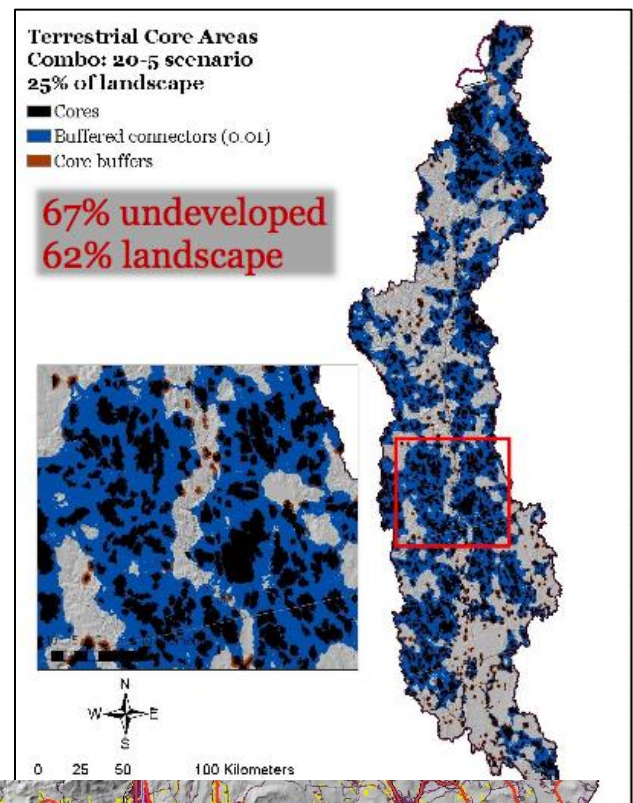 Terrestrial Core Areas
Combo: 20-5 scenario
25% of landscape
Cores
Buffered connectors (0.01)
Core buffers
67% undeveloped
62% landscape
N
W E
S
0 25 50 100 Kilometers